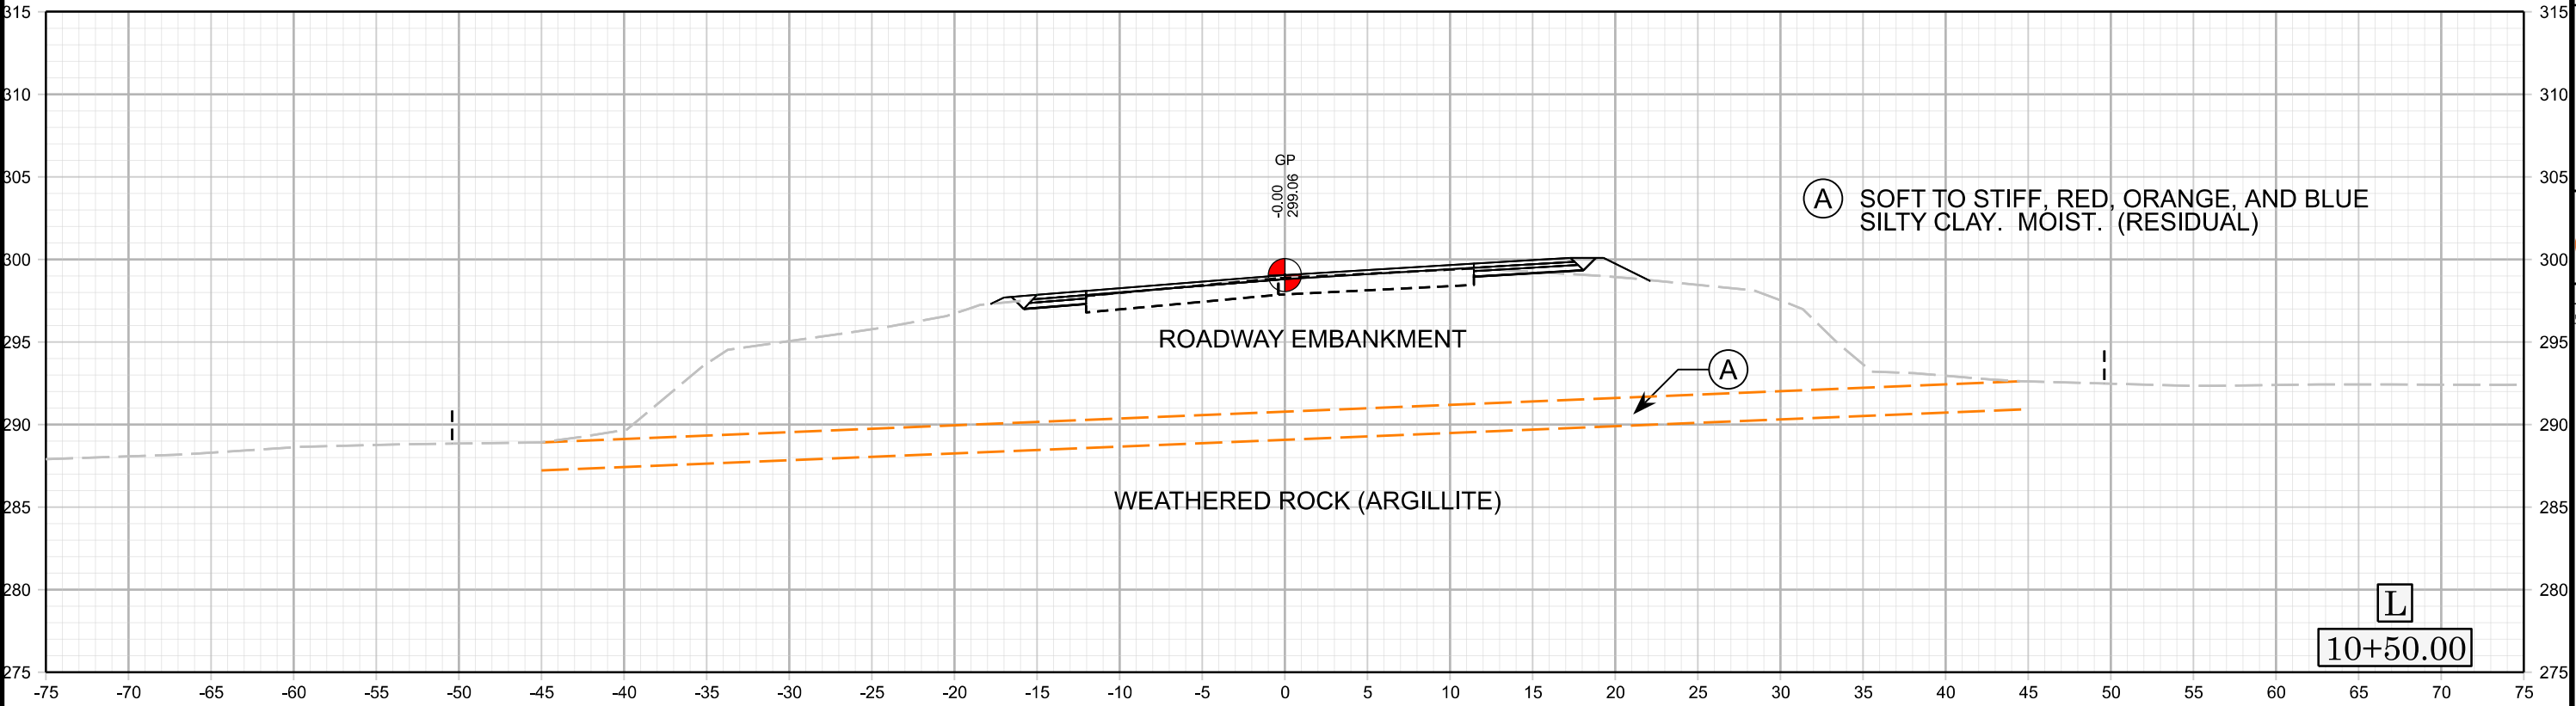 315 315
310 310
GP
305 305
-0.00
299.06
A SOFT TO STIFF, RED, ORANGE, AND BLUE
SILTY CLAY. MOIST. (RESIDUAL)
300 300
295 295
ROADWAY EMBANKMENT
A
290 290
WEATHERED ROCK (ARGILLITE)
285 285
280 280
L
10+50.00
275 275
-75 -70 -65 -60 -55 -50 -45 -40 -35 -30 -25 -20 -15 -10 -5 0 5 10 15 20 25 30 35 40 45 50 55 60 65 70 75